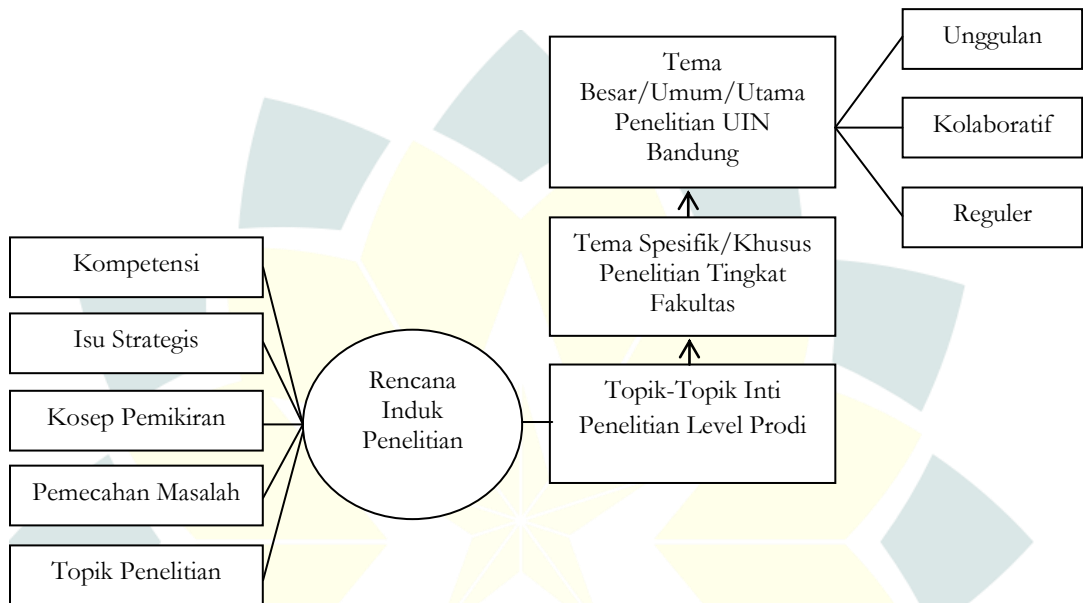 Kompetensi
Isu Strategis
Kosep Pemikiran
Pemecahan Masalah
Topik Penelitian
Rencana
Induk
Penelitian
Tema
Besar/Umum/Utama
Penelitian UIN
Bandung
Tema Spesifik/Khusus
Penelitian Tingkat
Fakultas
Topik-Topik Inti
Penelitian Level Prodi
Unggulan
Kolaboratif
Reguler